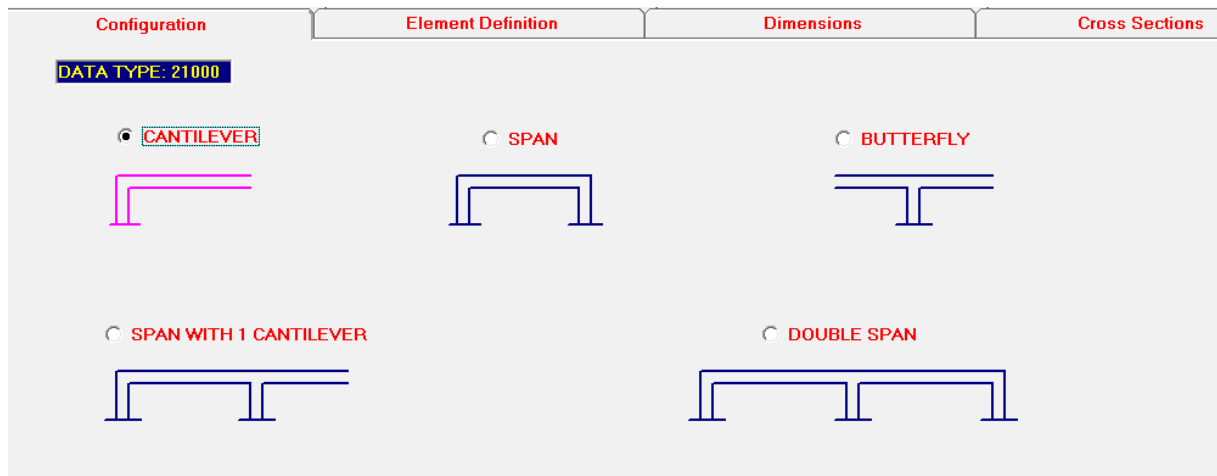 Configuration
Element Definition
Dimensions
Cross Sections
DATA TYPE: 21000
CANTILEVER
SPAN
BUTTERFLY
SPAN WITH 1 CANTILEVER
DOUBLE SPAN